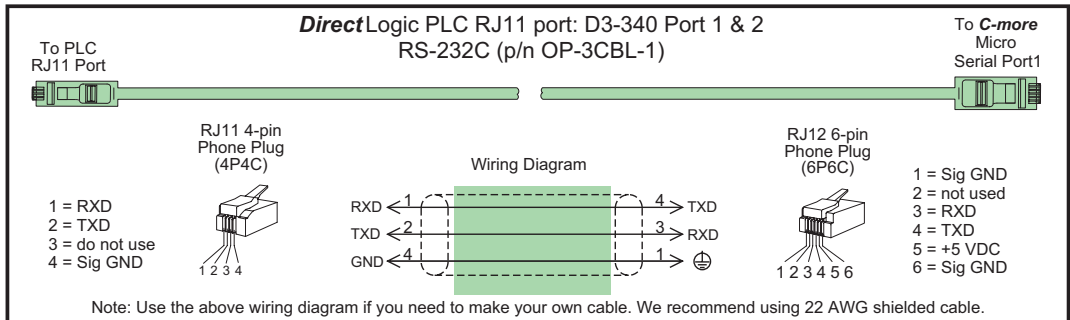 DirectLogic PLC RJ11 port: D3-340 Port 1 & 2
RS-232C (p/n OP-3CBL-1)
To PLC
RJ11 Port
To C-more
Micro
Serial Port1
RJ11 4-pin
Phone Plug
(4P4C)
1 = RXD
2 = TXD
3 = do not use
4 = Sig GND
1 2 3 4
Wiring Diagram
RXD 1 4 TXD
TXD 2 3 RXD
GND 4 1
RJ12 6-pin
Phone Plug
(6P6C)
1 2 3 4 5 6
1 = Sig GND
2 = not used
3 = RXD
4 = TXD
5 = +5 VDC
6 = Sig GND
Note: Use the above wiring diagram if you need to make your own cable. We recommend using 22 AWG shielded cable.